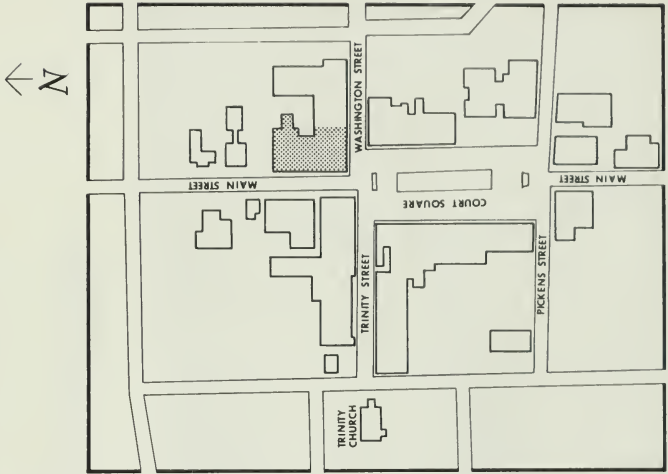 N
WASHINGTON STREET
MAIN STREET
MAIN STREET
COURT SQUARE
TRINITY STREET
PICKENS STREET
TRINITY
CHURCH